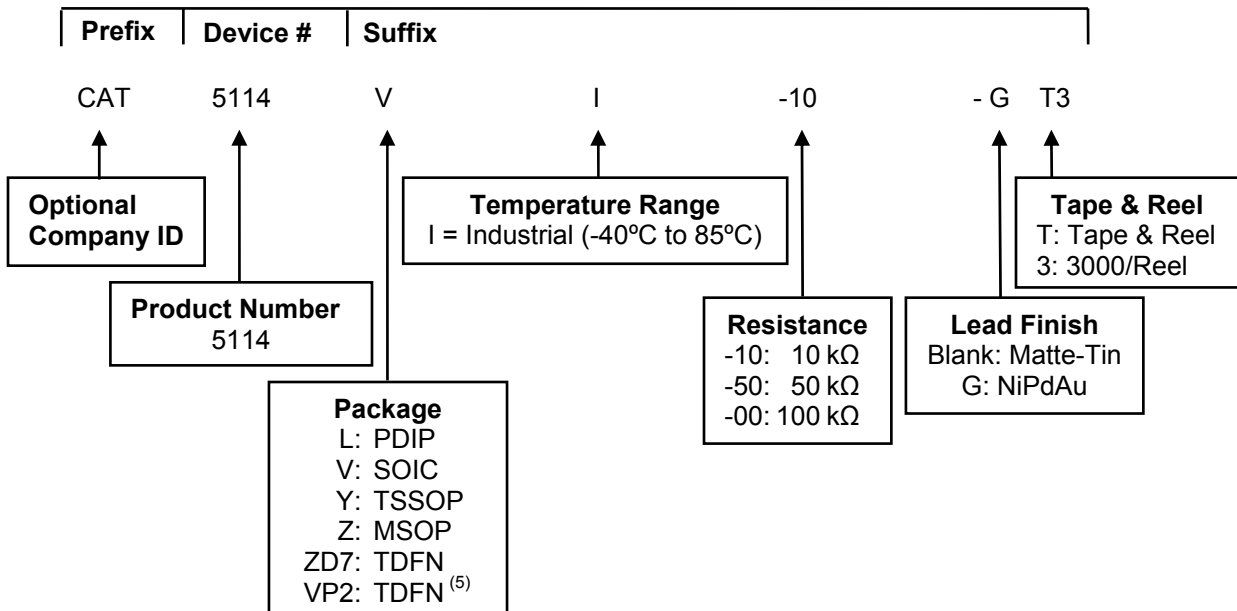 Prefix Device # Suffix
CAT 5114 V I -10 - G T3
Optional
Company ID
Product Number
5114
Package
L: PDIP
V: SOIC
Y: TSSOP
Z: MSOP
ZD7: TDFN
VP2: TDFN (5)
Temperature Range
I = Industrial (-40ºC to 85ºC)
Resistance
-10: 10 kΩ
-50: 50 kΩ
-00: 100 kΩ
Lead Finish
Blank: Matte-Tin
G: NiPdAu
Tape & Reel
T: Tape & Reel
3: 3000/Reel